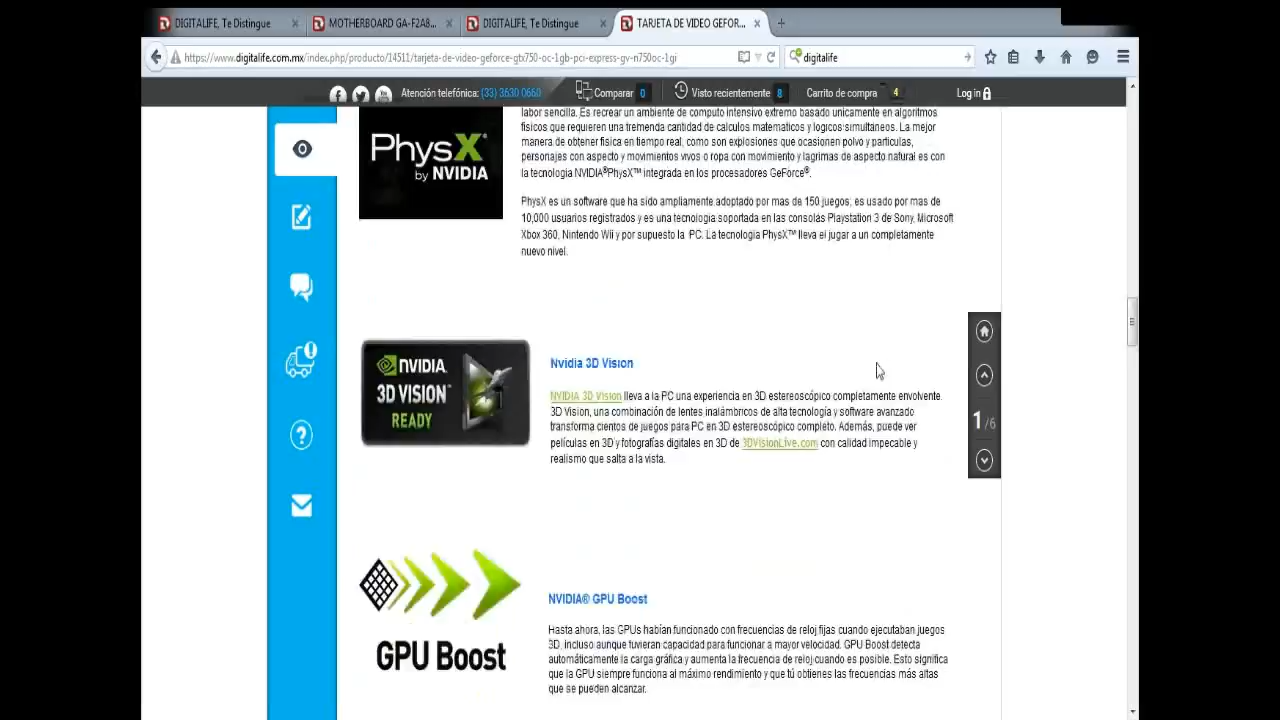 DIGITALIFE, Te Distingue
MOTHERBOARD GA-F2A8...
DIGITALIFE, Te Distingue
TARJETA DE VIDEO GEFOR...
https://www.digitalife.com.mx/index.php/producto/14511/tarjeta-de-video-geforce-gtx750-oc-1gb-pci-express-gv-n750oc-1gi
digitalife
Atención telefónica: (33) 3630 0660
Comparar 0
Visto recientemente 8
Carrito de compra 4
Log in
PhysX
by NVIDIA
labor sencilla. Es recrear un ambiente de computo intensivo extremo basado unicamente en algoritmos
físicos que requieren una tremenda cantidad de calculos matematicos y logicos simultaneos. La mejor
manera de obtener física en tiempo real, como son explosiones que ocasionen polvo y particulas,
personajes con aspecto y movimientos vivos o ropa con movimiento y lagrimas de aspecto natural es con
la tecnologia NVIDIA®PhysX™ integrada en los procesadores GeForce®.
PhysX es un software que ha sido ampliamente adoptado por mas de 150 juegos, es usado por mas de
10,000 usuarios registrados y es una tecnologia soportada en las consolas Playstation 3 de Sony, Microsoft
Xbox 360, Nintendo Wii y por supuesto la PC. La tecnologia PhysX™ lleva el jugar a un completamente
nuevo nivel.
NVIDIA.
3D VISION™
READY
Nvidia 3D Vision
NVIDIA 3D Vision lleva a la PC una experiencia en 3D estereoscópico completamente envolvente.
3D Vision, una combinación de lentes inalámbricos de alta tecnología y software avanzado
transforma cientos de juegos para PC en 3D estereoscópico completo. Además, puede ver
películas en 3D y fotografías digitales en 3D de 3DVisionLive.com con calidad impecable y
realismo que salta a la vista.
1/6
GPU Boost
NVIDIA® GPU Boost
Hasta ahora, las GPUs habían funcionado con frecuencias de reloj fijas cuando ejecutaban juegos
3D, incluso aunque tuvieran capacidad para funcionar a mayor velocidad. GPU Boost detecta
automáticamente la carga gráfica y aumenta la frecuencia de reloj cuando es posible. Esto significa
que la GPU siempre funciona al máximo rendimiento y que tú obtienes las frecuencias más altas
que se pueden alcanzar.